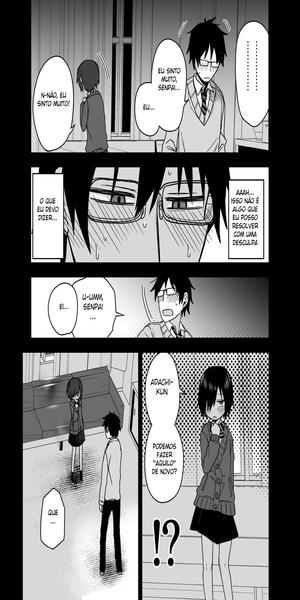 ..........
EU SINTO
MUITO,
SENPAI...
EU...
N-NÃO, EU
SINTO MUITO!
AAAH...
ISSO NÃO É
ALGO QUE
EU POSSO
RESOLVER
COM UMA
DESCULPA
O QUE
EU DEVO
DIZER...
U-UMM,
SENPAI
...
EI...
ADACHI-
KUN
PODEMOS
FAZER
"AQUILO"
DE NOVO?
!?
QUE
...